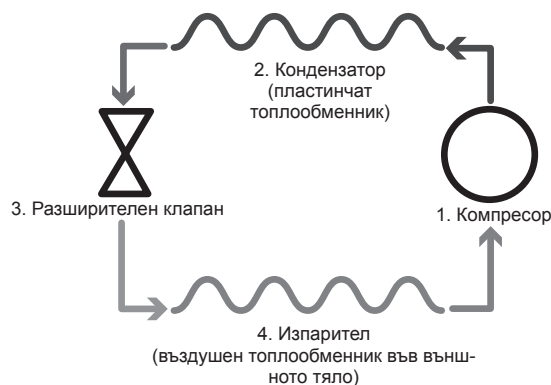 2. Кондензатор
(пластинчат
топлообменник)
3. Разширителен клапан
1. Компресор
4. Изпарител
(въздушен топлообменник във външ-
ното тяло)